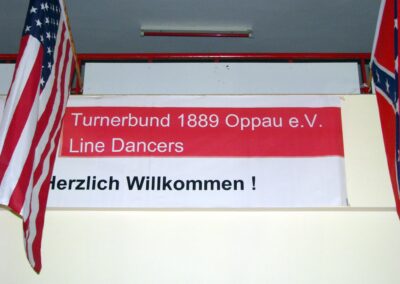 Turnerbund 1889 Oppau e.V.
Line Dancers
Herzlich Willkommen !